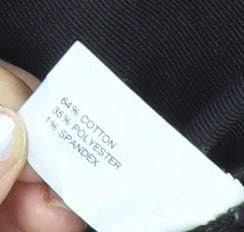 64% COTTON
35% POLYESTER
1% SPANDEX